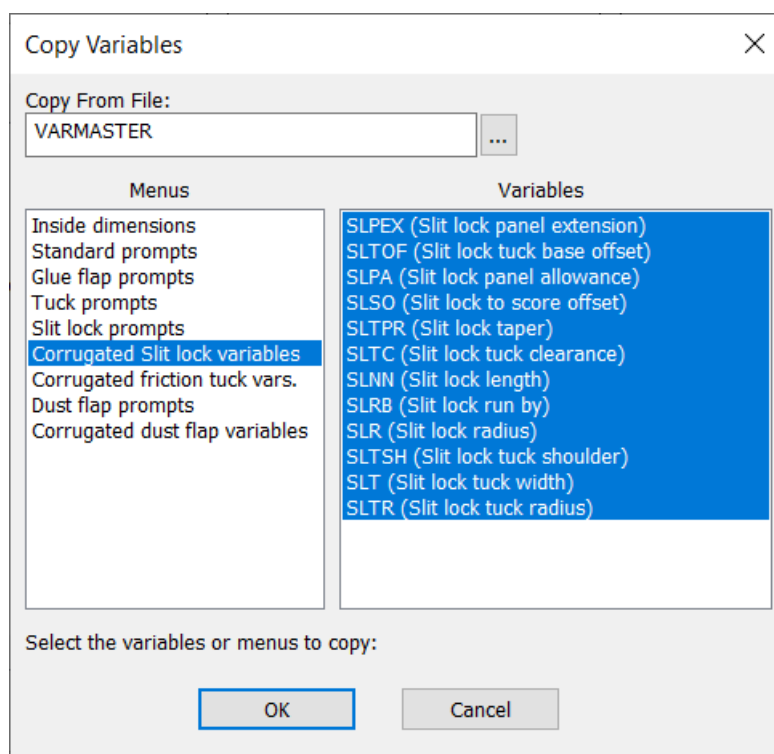 Copy Variables
Copy From File:
VARMASTER
...
Menus
Variables
Inside dimensions
Standard prompts
Glue flap prompts
Tuck prompts
Slit lock prompts
Corrugated Slit lock variables
Corrugated friction tuck vars.
Dust flap prompts
Corrugated dust flap variables
SLPEX (Slit lock panel extension)
SLTOF (Slit lock tuck base offset)
SLPA (Slit lock panel allowance)
SLSO (Slit lock to score offset)
SLTPR (Slit lock taper)
SLTC (Slit lock tuck clearance)
SLNN (Slit lock length)
SLRB (Slit lock run by)
SLR (Slit lock radius)
SLTSH (Slit lock tuck shoulder)
SLT (Slit lock tuck width)
SLTR (Slit lock tuck radius)
Select the variables or menus to copy:
OK
Cancel